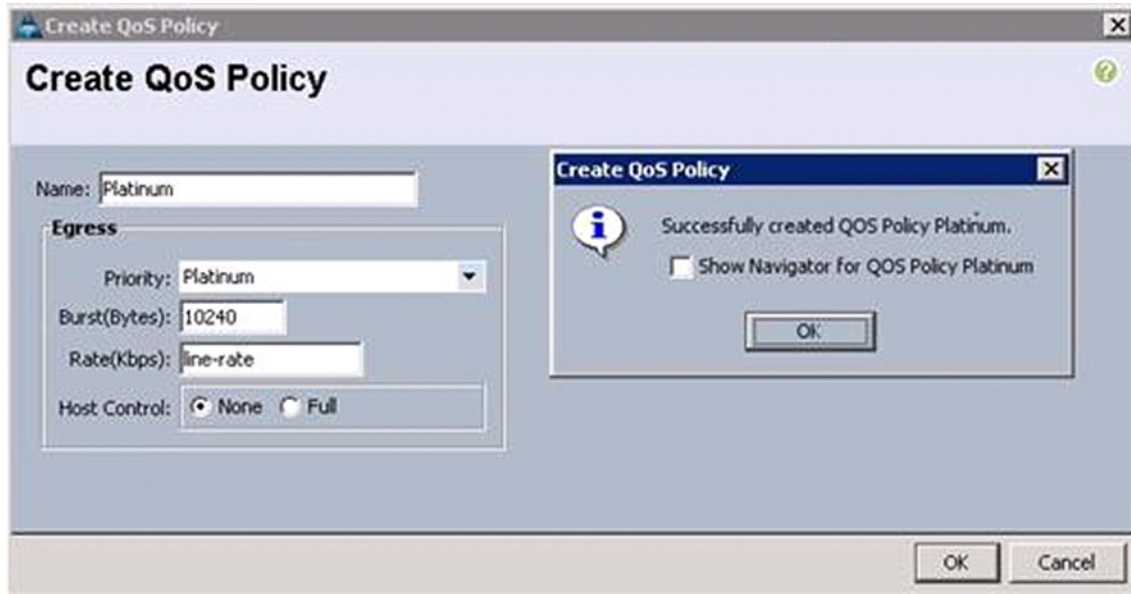 Create QoS Policy
Create QoS Policy
Name: Platinum
Egress
Priority: Platinum
Burst(Bytes): 10240
Rate(Kbps): line-rate
Host Control: None Full
Create QoS Policy
Successfully created QOS Policy Platinum.
Show Navigator for QOS Policy Platinum
OK
OK Cancel